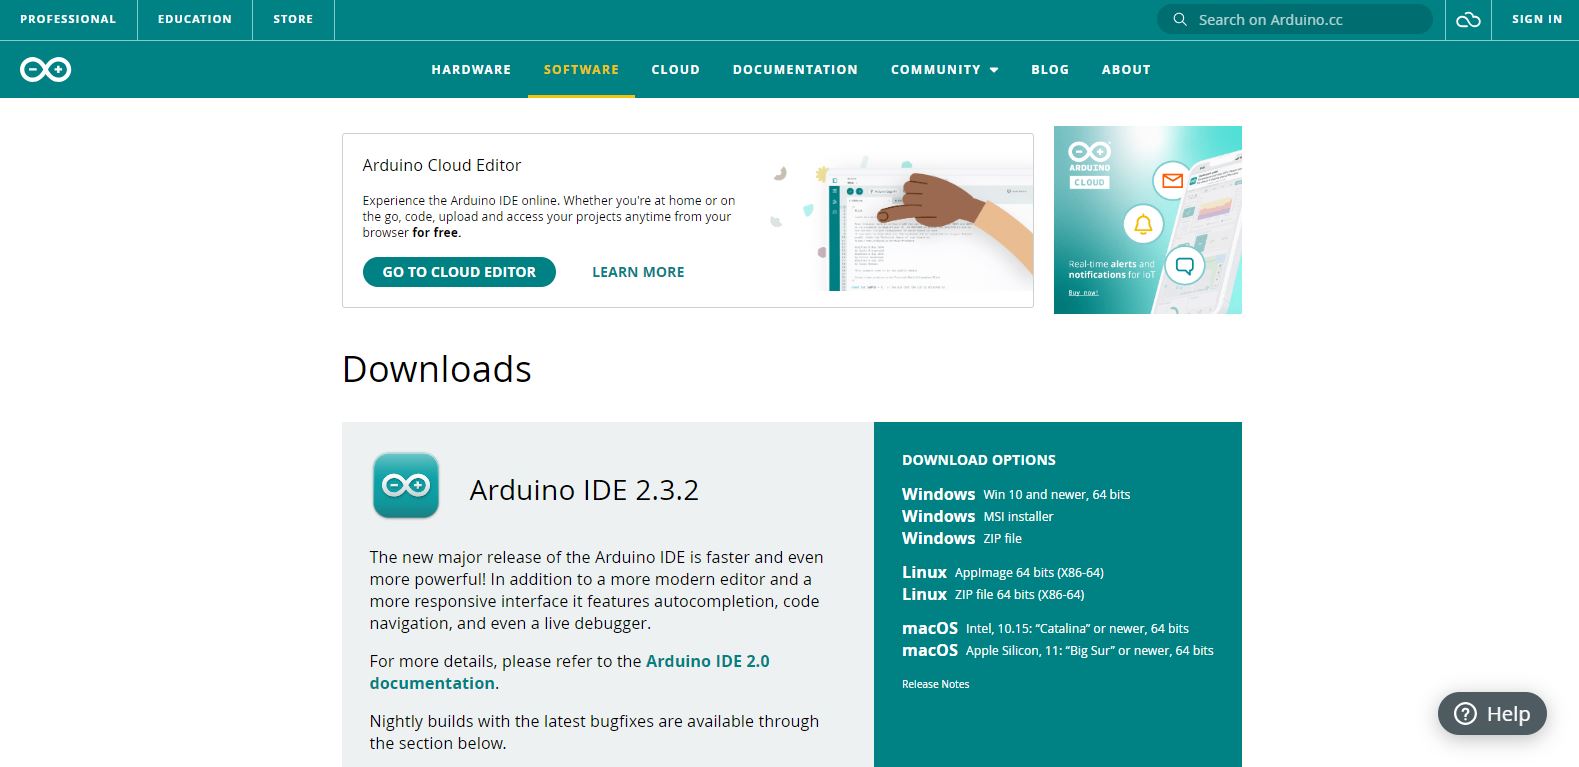 PROFESSIONAL
EDUCATION
STORE
Search on Arduino.cc
SIGN IN
HARDWARE
SOFTWARE
CLOUD
DOCUMENTATION
COMMUNITY
BLOG
ABOUT
Arduino Cloud Editor
Experience the Arduino IDE online. Whether you're at home or on
the go, code, upload and access your projects anytime from your
browser for free.
GO TO CLOUD EDITOR
LEARN MORE
ARDUINO
CLOUD
Real-time alerts and
notifications for IoT
Buy now!
Downloads
Arduino IDE 2.3.2
The new major release of the Arduino IDE is faster and even
more powerful! In addition to a more modern editor and a
more responsive interface it features autocompletion, code
navigation, and even a live debugger.
For more details, please refer to the Arduino IDE 2.0
documentation.
Nightly builds with the latest bugfixes are available through
the section below.
DOWNLOAD OPTIONS
Windows Win 10 and newer, 64 bits
Windows MSI installer
Windows ZIP file
Linux AppImage 64 bits (X86-64)
Linux ZIP file 64 bits (X86-64)
macOS Intel, 10.15: “Catalina” or newer, 64 bits
macOS Apple Silicon, 11: “Big Sur” or newer, 64 bits
Release Notes
Help